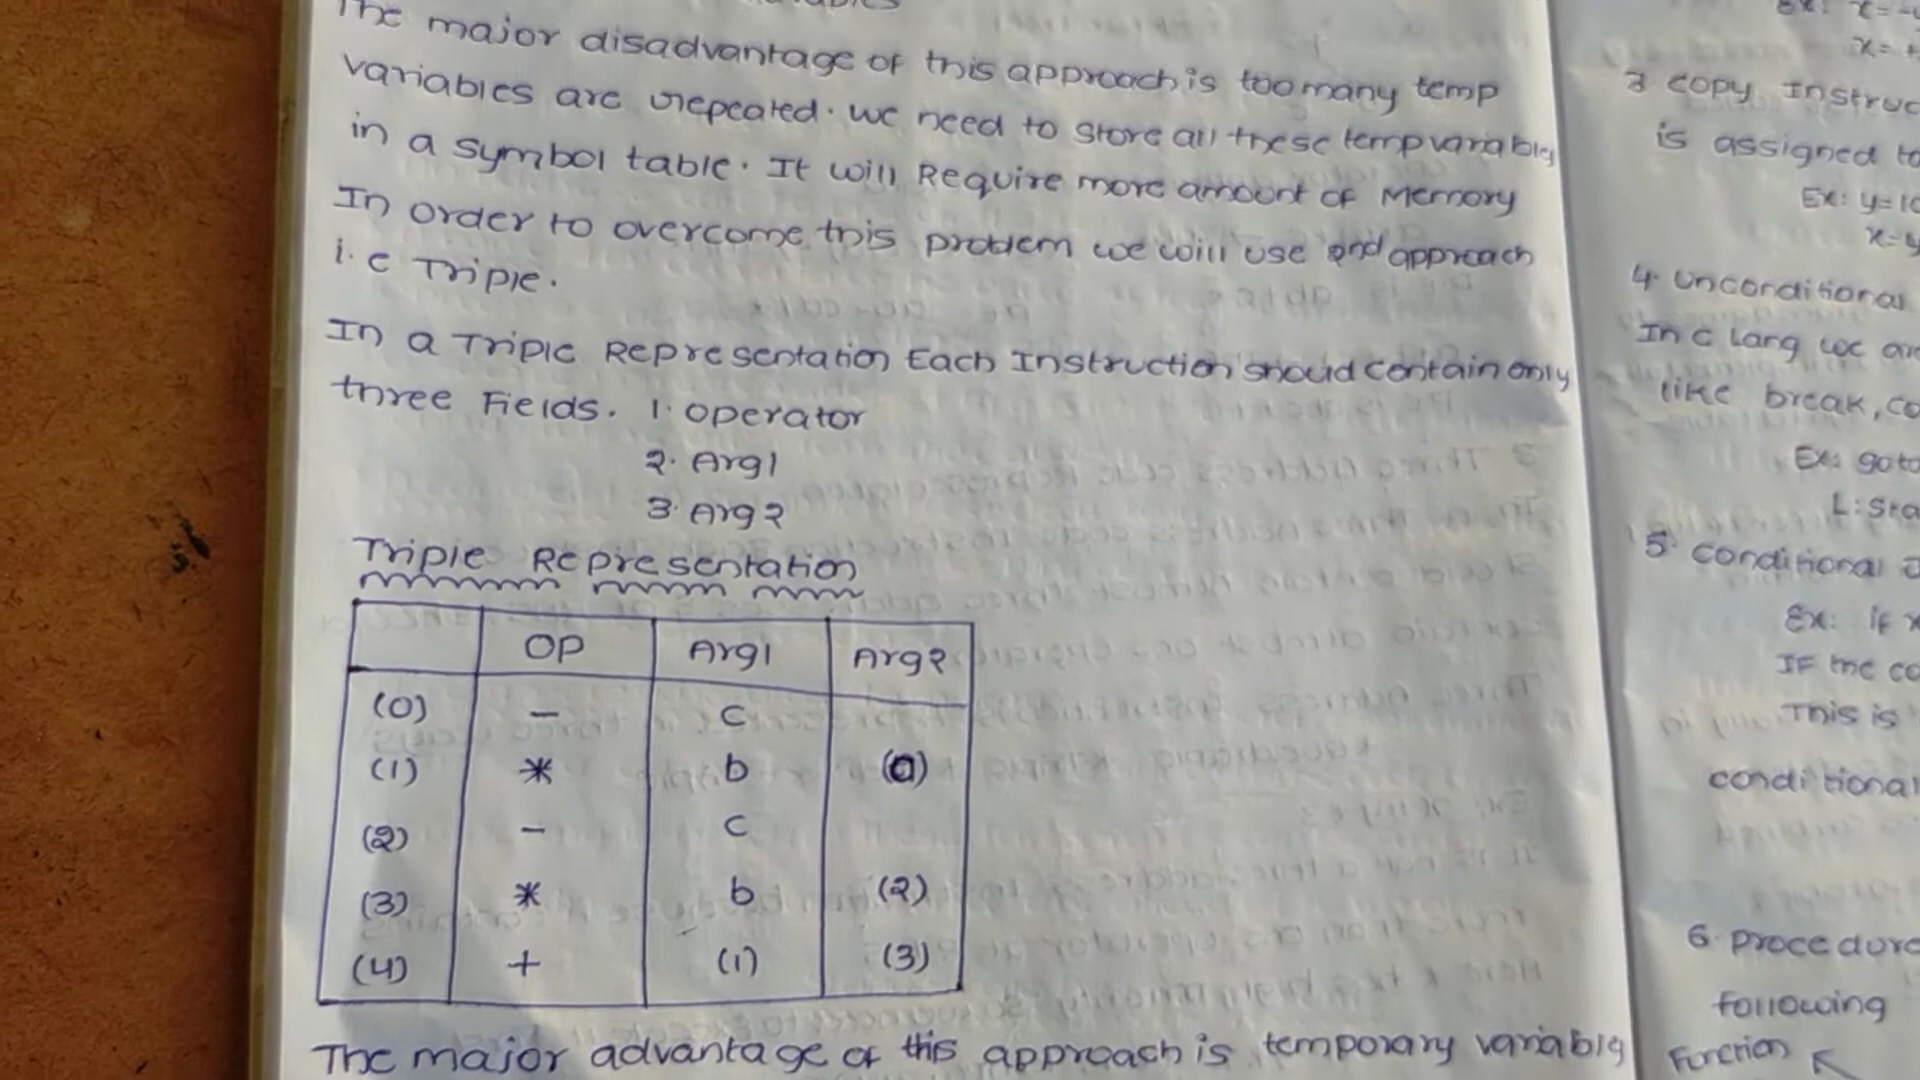 The major disadvantage of this approach is too many temp
variables are repeated. we need to store all these temp variables
in a symbol table. It will Require more amount of Memory
In order to overcome this problem we will use 2nd approach
i.e Triple.
In a Triple Representation Each Instruction should contain only
three Fields. 1. operator
2. Arg1
3. Arg2
Triple Representation
OP Arg1 Arg2
(0) - c
(1) * b (0)
(2) - c
(3) * b (2)
(4) + (1) (3)
The major advantage of this approach is temporary variables
3 copy Instruc
is assigned to
Ex: y=10
4. Unconditional
In c lang we are
like break, co
Ex: goto
L: Sta
5. conditional I
Ex: if x
IF the co
This is
conditional
6. procedure
following
Function